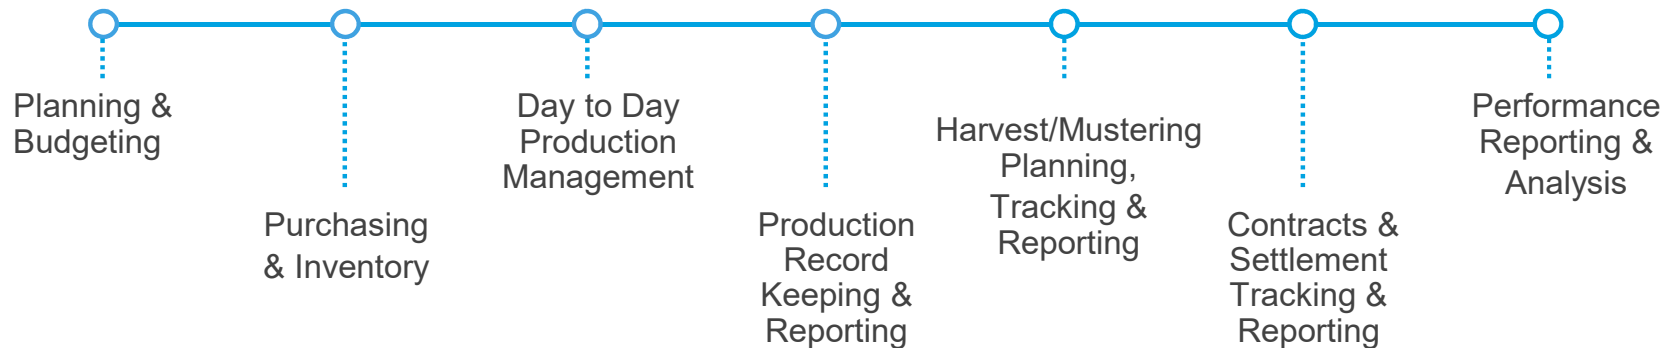 Planning &
Budgeting
Purchasing
& Inventory
Day to Day
Production
Management
Production
Record
Keeping &
Reporting
Harvest/Mustering
Planning,
Tracking &
Reporting
Contracts &
Settlement
Tracking &
Reporting
Performance
Reporting &
Analysis